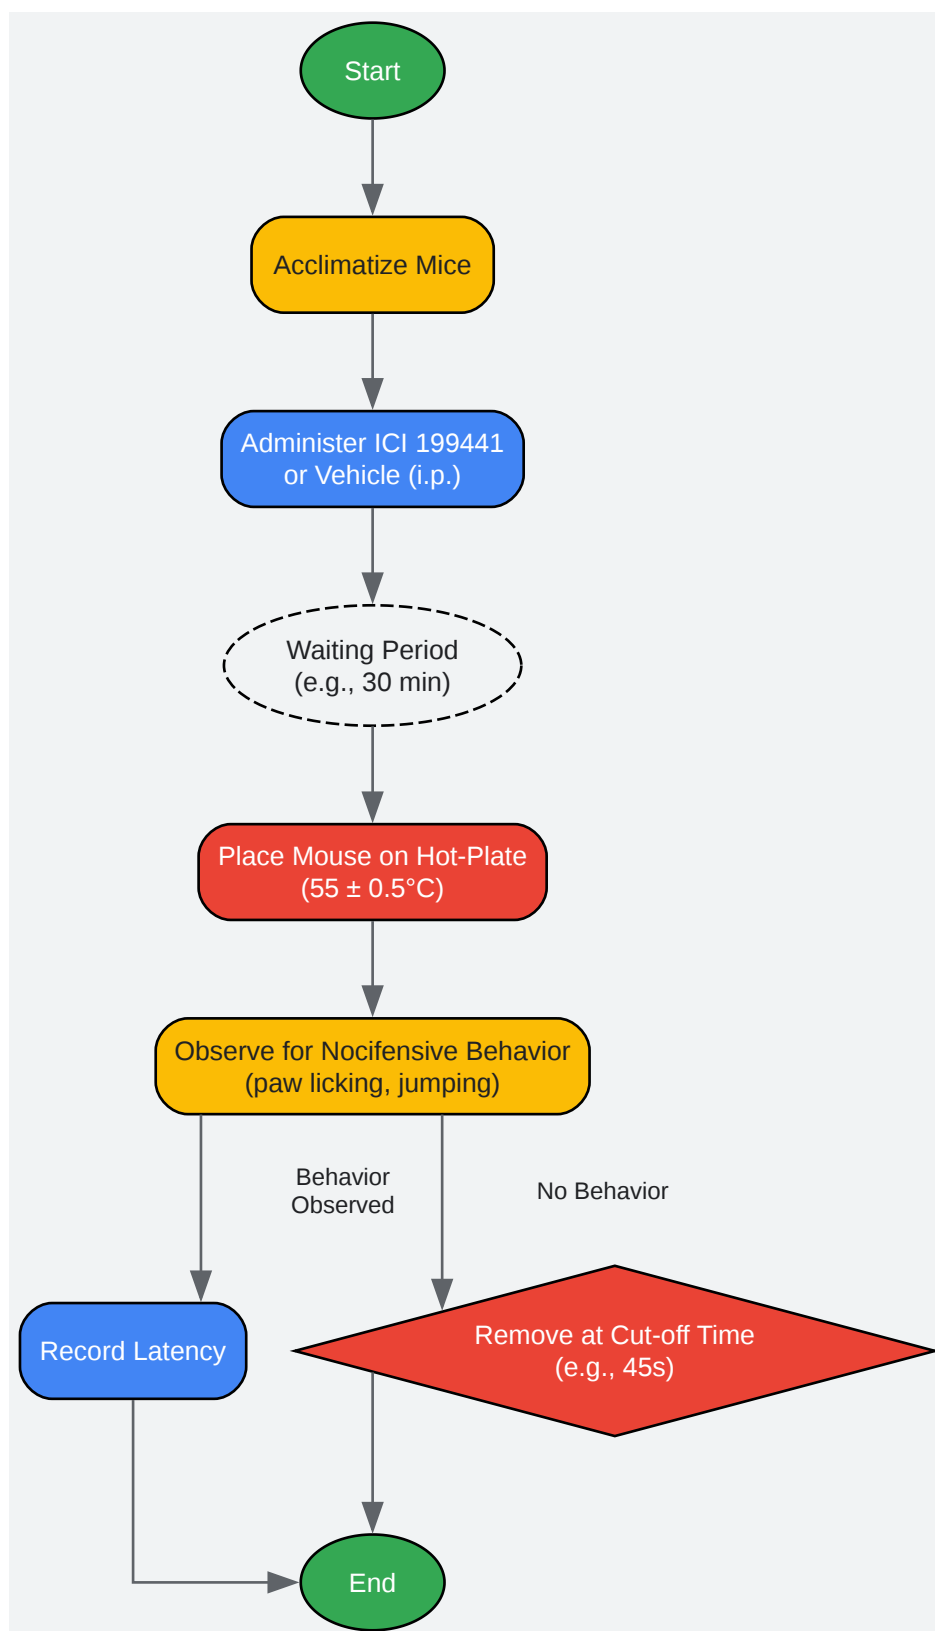 Start
Acclimatize Mice
Administer ICI 199441
or Vehicle (i.p.)
Waiting Period
(e.g., 30 min)
Place Mouse on Hot-Plate
(55 ± 0.5°C)
Observe for Nocifensive Behavior
(paw licking, jumping)
Behavior
Observed
No Behavior
Record Latency
Remove at Cut-off Time
(e.g., 45s)
End